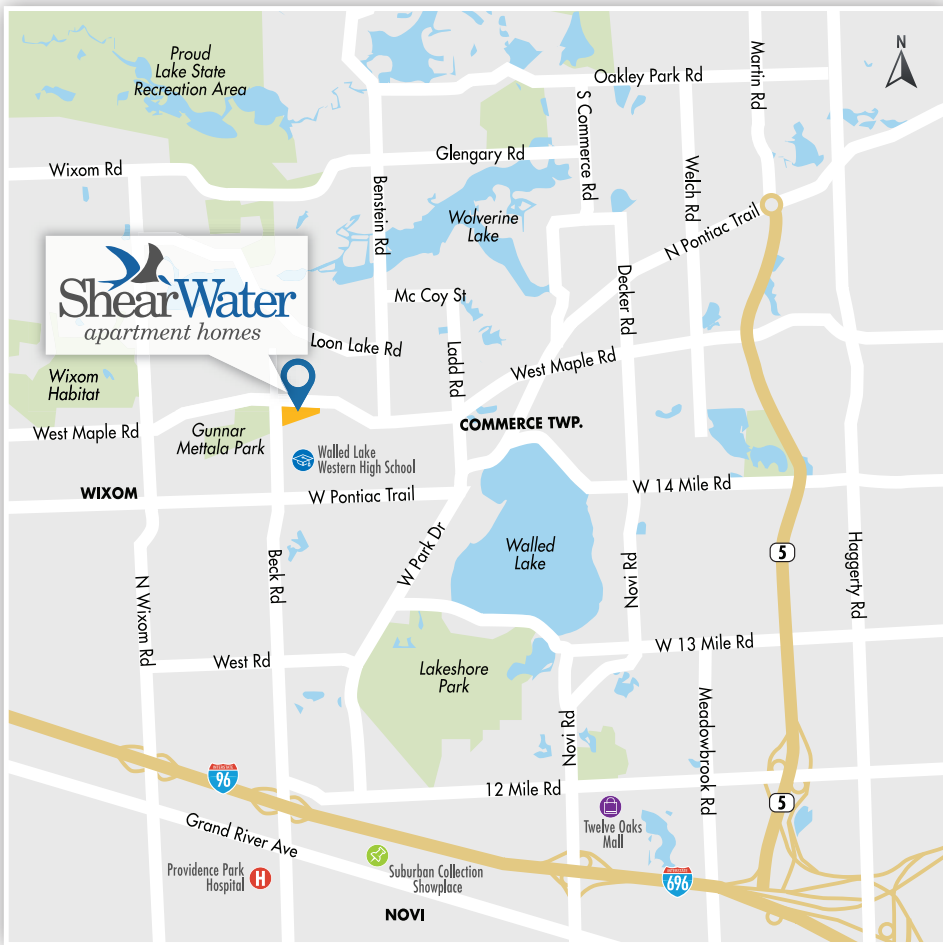 Proud
Lake State
Recreation Area
Oakley Park Rd
Martin Rd
N
S Commerce Rd
Glengary Rd
Wixom Rd
Benstein Rd
Welch Rd
Wolverine
Lake
N Pontiac Trail
ShearWater
apartment homes
Mc Coy St
Decker Rd
Loon Lake Rd
Ladd Rd
West Maple Rd
Wixom
Habitat
West Maple Rd
Gunnar
Mettala Park
COMMERCE TWP.
Walled Lake
Western High School
WIXOM
W Pontiac Trail
W 14 Mile Rd
W Park Dr
Walled
Lake
5
Haggerty Rd
Beck Rd
N Wixom Rd
Novi Rd
West Rd
W 13 Mile Rd
Lakeshore
Park
Meadowbrook Rd
Novi Rd
INTERSTATE
96
12 Mile Rd
5
Grand River Ave
Twelve Oaks
Mall
Providence Park
Hospital
H
Suburban Collection
Showplace
INTERSTATE
696
NOVI